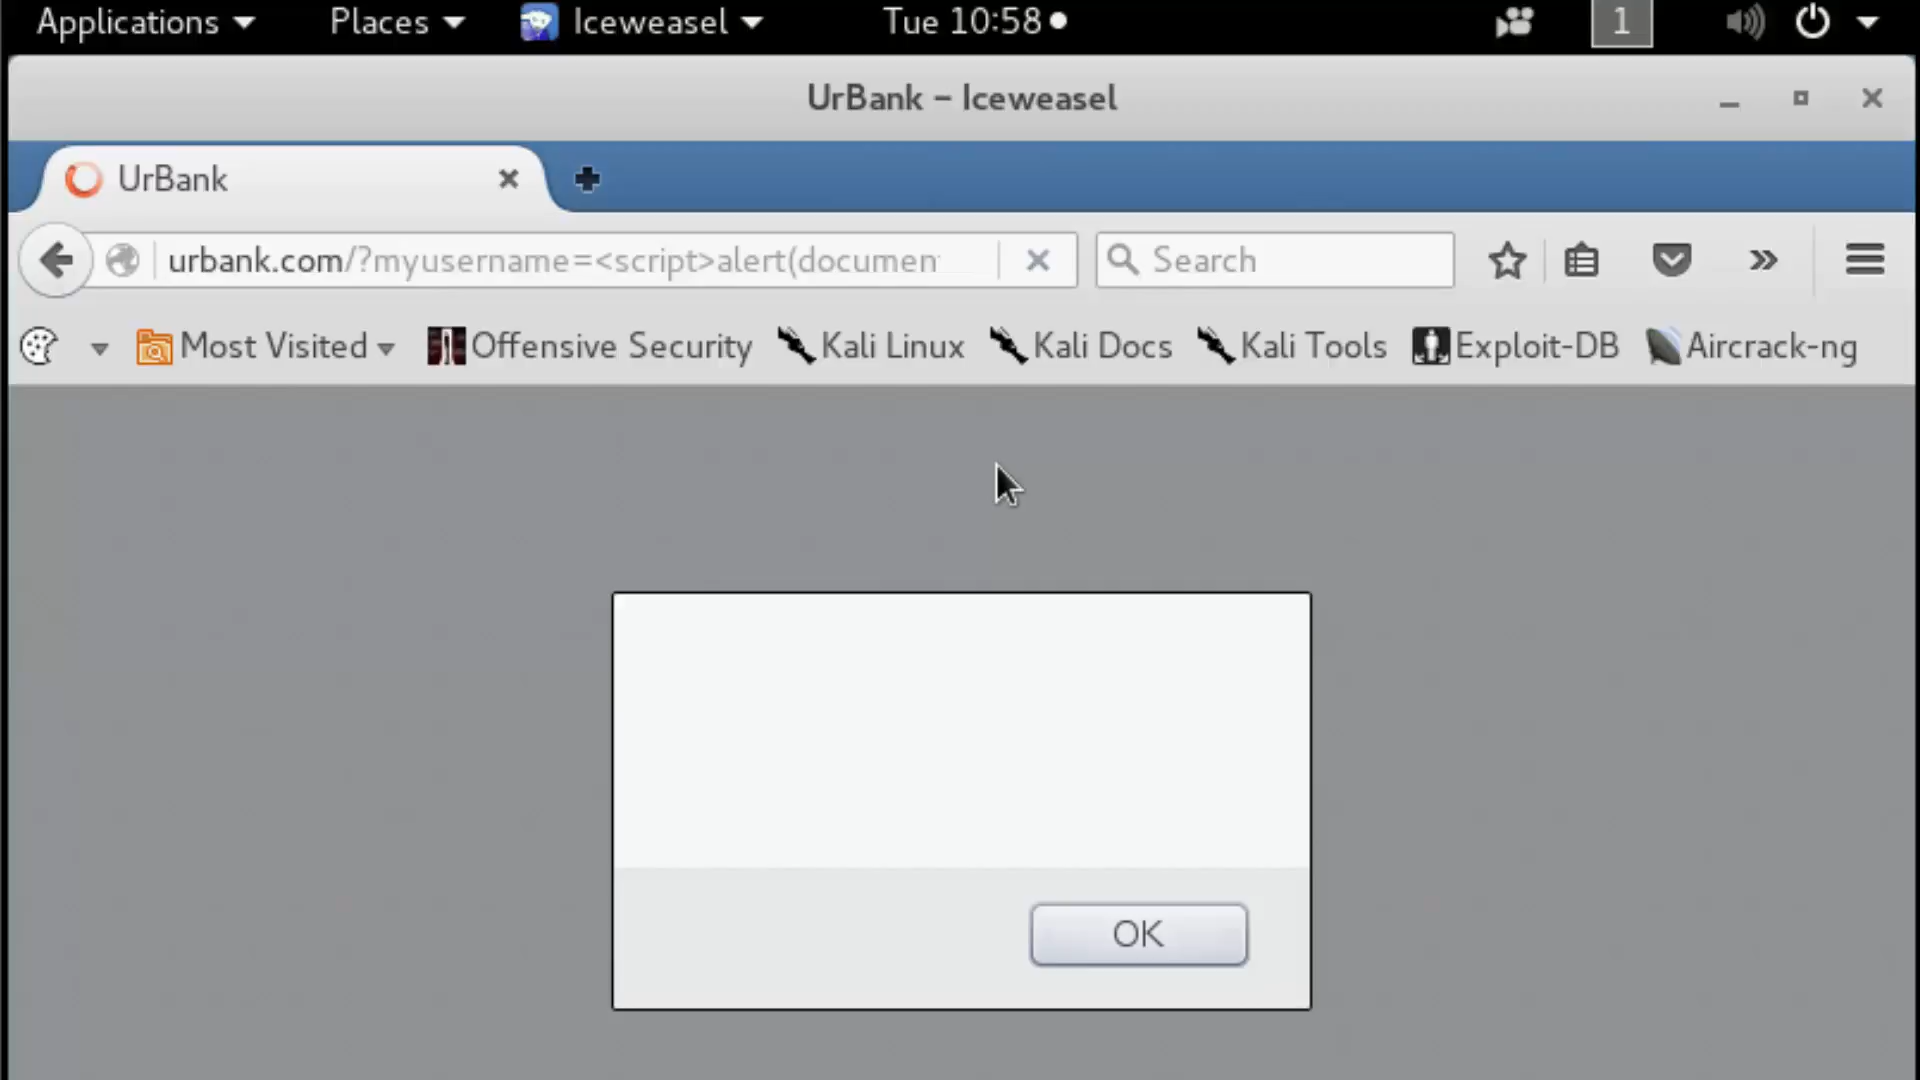 Applications Places Iceweasel Tue 10:58 1
UrBank – Iceweasel
UrBank
urbank.com/?myusername=<script>alert(documen Search
Most Visited Offensive Security Kali Linux Kali Docs Kali Tools Exploit-DB Aircrack-ng
OK